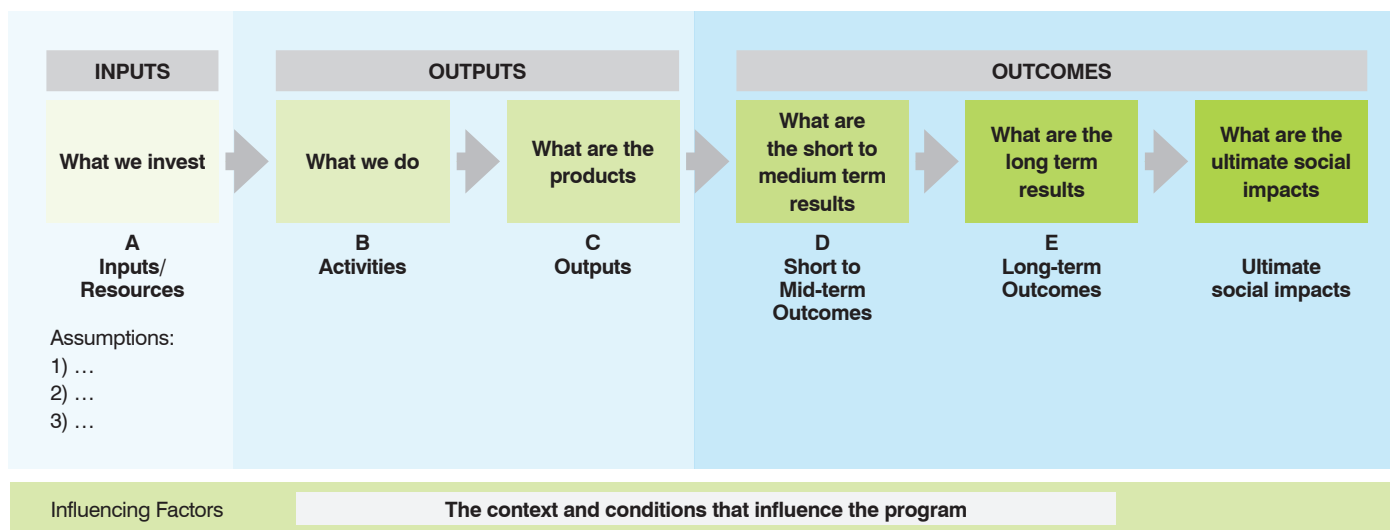 INPUTS
OUTPUTS
OUTCOMES
What we invest
What we do
What are the
products
What are
the short to
medium term
results
What are the
long term
results
What are the
ultimate social
impacts
A
Inputs/
Resources
B
Activities
C
Outputs
D
Short to
Mid-term
Outcomes
E
Long-term
Outcomes
Ultimate
social impacts
Assumptions:
1) …
2) …
3) …
Influencing Factors
The context and conditions that influence the program